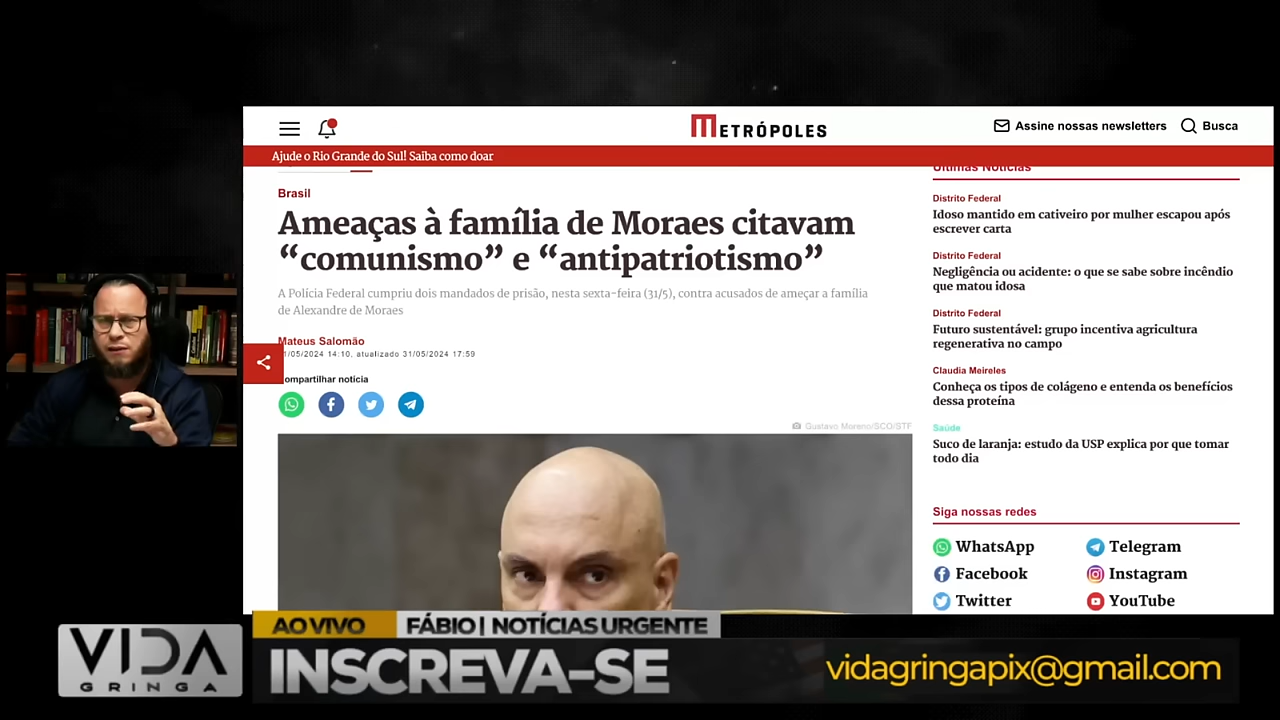 METRÓPOLES
Assine nossas newsletters
Busca
Ajude o Rio Grande do Sul! Saiba como doar
Brasil
Ameaças à família de Moraes citavam
“comunismo” e “antipatriotismo”
A Polícia Federal cumpriu dois mandados de prisão, nesta sexta-feira (31/5), contra acusados de ameçar a família
de Alexandre de Moraes
Mateus Salomão
1/05/2024 14:10, atualizado 31/05/2024 17:59
ompartilhar notícia
Gustavo Moreno/SCO/STF
Últimas Notícias
Distrito Federal
Idoso mantido em cativeiro por mulher escapou após
escrever carta
Distrito Federal
Negligência ou acidente: o que se sabe sobre incêndio
que matou idosa
Distrito Federal
Futuro sustentável: grupo incentiva agricultura
regenerativa no campo
Claudia Meireles
Conheça os tipos de colágeno e entenda os benefícios
dessa proteína
Saúde
Suco de laranja: estudo da USP explica por que tomar
todo dia
Siga nossas redes
WhatsApp
Telegram
Facebook
Instagram
Twitter
YouTube
VIDA
GRINGA
AO VIVO
FÁBIO | NOTÍCIAS URGENTE
INSCREVA-SE
vidagringapix@gmail.com